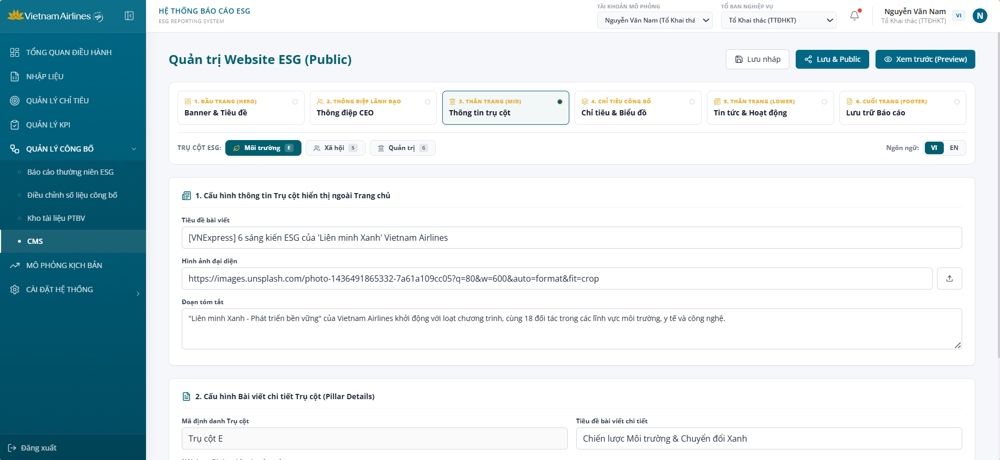 Vietnam Airlines
TỔNG QUAN ĐIỀU HÀNH
NHẬP LIỆU
QUẢN LÝ CHỈ TIÊU
QUẢN LÝ KPI
QUẢN LÝ CÔNG BỐ
Báo cáo thường niên ESG
Điều chỉnh số liệu công bố
Kho tài liệu PTBV
CMS
MÔ PHỎNG KỊCH BẢN
CÀI ĐẶT HỆ THỐNG
Đăng xuất
HỆ THỐNG BÁO CÁO ESG
ESG REPORTING SYSTEM
TÀI KHOẢN MÔ PHỎNG
Nguyễn Văn Nam (Tổ Khai thá
TỔ BAN NGHIỆP VỤ
Tổ Khai thác (TTĐHKT)
Nguyễn Văn Nam
Tổ Khai thác (TTĐHKT)
VI
N
Quản trị Website ESG (Public)
Lưu nháp
Lưu & Public
Xem trước (Preview)
1. ĐẦU TRANG (HERO)
Banner & Tiêu đề
2. THÔNG ĐIỆP LÃNH ĐẠO
Thông điệp CEO
3. THÂN TRANG (MID)
Thông tin trụ cột
4. CHỈ TIÊU CÔNG BỐ
Chỉ tiêu & Biểu đồ
5. THÂN TRANG (LOWER)
Tin tức & Hoạt động
6. CUỐI TRANG (FOOTER)
Lưu trữ Báo cáo
TRỤ CỘT ESG:
Môi trường E
Xã hội S
Quản trị G
Ngôn ngữ:
VI
EN
1. Cấu hình thông tin Trụ cột hiển thị ngoài Trang chủ
Tiêu đề bài viết
[VNExpress] 6 sáng kiến ESG của 'Liên minh Xanh' Vietnam Airlines
Hình ảnh đại diện
https://images.unsplash.com/photo-1436491865332-7a61a109cc05?q=80&w=600&auto=format&fit=crop
Đoạn tóm tắt
"Liên minh Xanh - Phát triển bền vững" của Vietnam Airlines khởi động với loạt chương trình, cùng 18 đối tác trong các lĩnh vực môi trường, y tế và công nghệ.
2. Cấu hình Bài viết chi tiết Trụ cột (Pillar Details)
Mã định danh Trụ cột
Trụ cột E
Tiêu đề bài viết chi tiết
Chiến lược Môi trường & Chuyển đổi Xanh